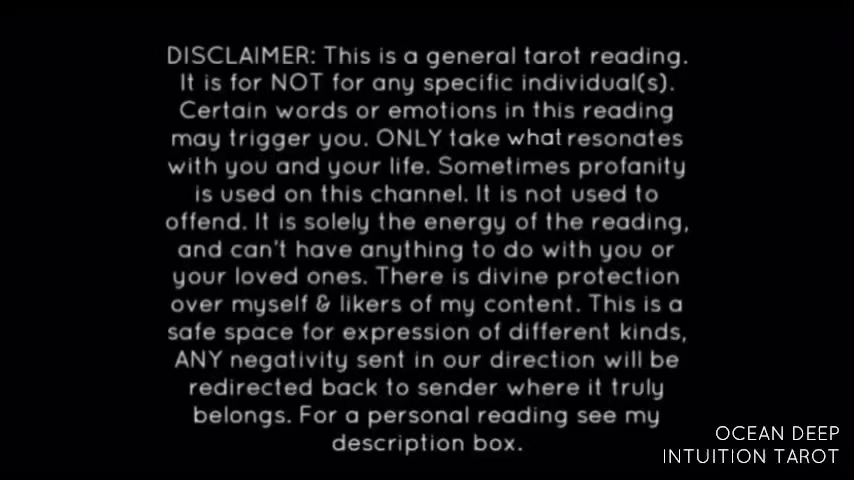 DISCLAIMER: This is a general tarot reading.
It is for NOT for any specific individual(s).
Certain words or emotions in this reading
may trigger you. ONLY take what resonates
with you and your life. Sometimes profanity
is used on this channel. It is not used to
offend. It is solely the energy of the reading,
and can't have anything to do with you or
your loved ones. There is divine protection
over myself & likers of my content. This is a
safe space for expression of different kinds,
ANY negativity sent in our direction will be
redirected back to sender where it truly
belongs. For a personal reading see my
description box.
OCEAN DEEP
INTUITION TAROT